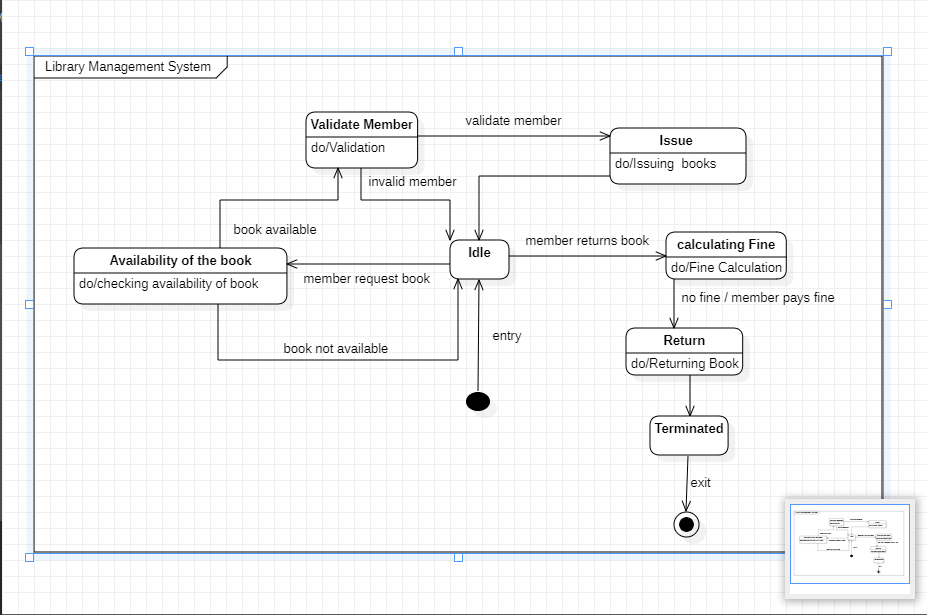 Library Management System
Validate Member
do/Validation
validate member
Issue
do/Issuing  books
invalid member
book available
Idle
member returns book
calculating Fine
do/Fine Calculation
Availability of the book
do/checking availability of book
member request book
no fine / member pays fine
entry
Return
do/Returning Book
book not available
Terminated
exit